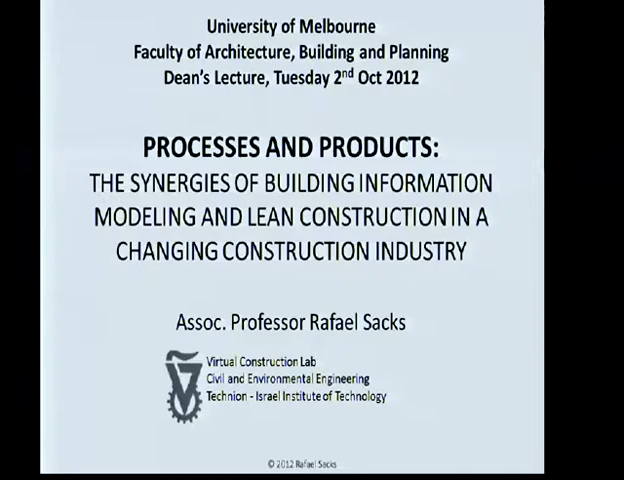 University of Melbourne
Faculty of Architecture, Building and Planning
Dean's Lecture, Tuesday 2nd Oct 2012
PROCESSES AND PRODUCTS:
THE SYNERGIES OF BUILDING INFORMATION
MODELING AND LEAN CONSTRUCTION IN A
CHANGING CONSTRUCTION INDUSTRY
Assoc. Professor Rafael Sacks
Virtual Construction Lab
Civil and Environmental Engineering
Technion - Israel Institute of Technology
© 2012 Rafael Sacks